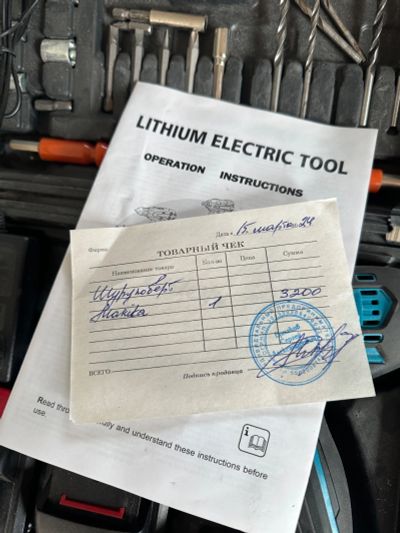 LITHIUM ELECTRIC TOOL
OPERATION INSTRUCTIONS
Фирма
Дата 15 марта 24
ТОВАРНЫЙ ЧЕК
Наименование товара Кол-во Цена Сумма
Шуруповерт
Makita 1 3200
ВСЕГО
Подпись продавца
Read and understand these instructions before
use.